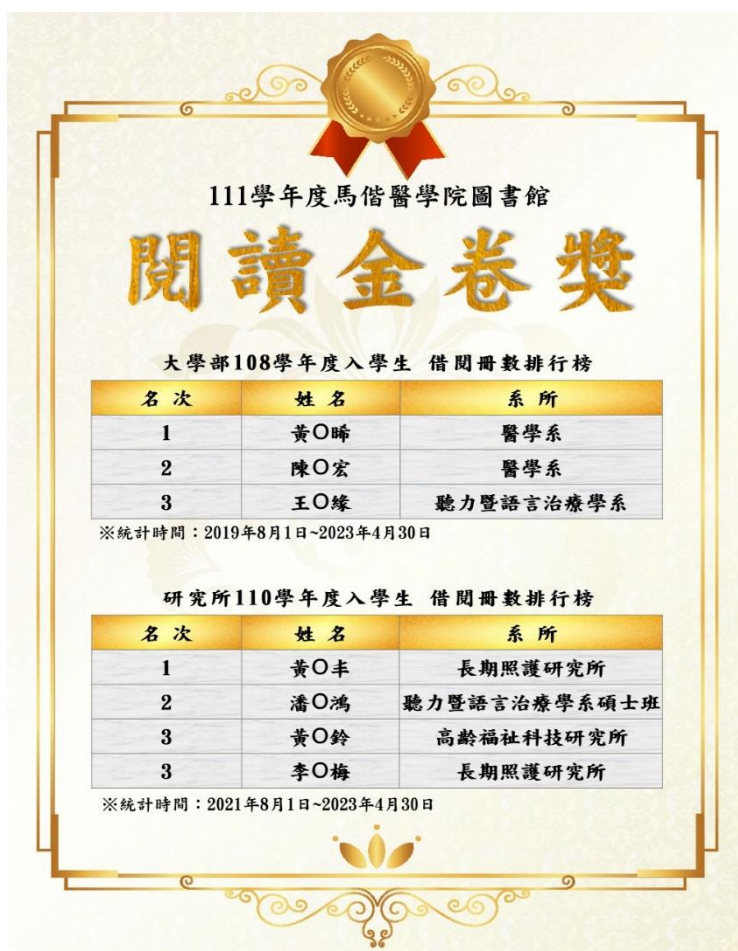 111學年度馬偕醫學院圖書館
閱讀金卷獎
大學部108學年度入學生 借閱冊數排行榜
名次 姓名 系所
1 黃O晞 醫學系
2 陳O宏 醫學系
3 王O緣 聽力暨語言治療學系
※統計時間：2019年8月1日~2023年4月30日
研究所110學年度入學生 借閱冊數排行榜
名次 姓名 系所
1 黃O丰 長期照護研究所
2 潘O鴻 聽力暨語言治療學系碩士班
3 黃O鈴 高齡福祉科技研究所
3 李O梅 長期照護研究所
※統計時間：2021年8月1日~2023年4月30日